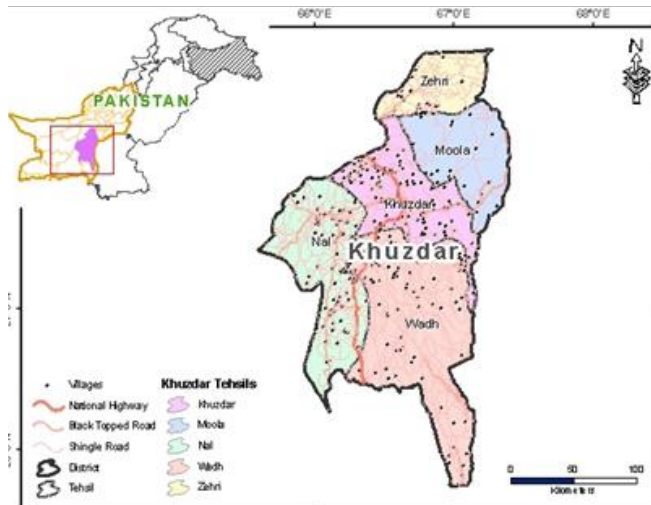 66°0'E 67°0'E 68°0'E
N
PAKISTAN
Zehri
Moola
Khuzdar
Nal
Khuzdar
Wadh
Villages
National Highway
Black Topped Road
Shingle Road
District
Tehsil
Khuzdar Tehsils
Khuzdar
Moola
Nal
Wadh
Zehri
0 50 100
Kilometers